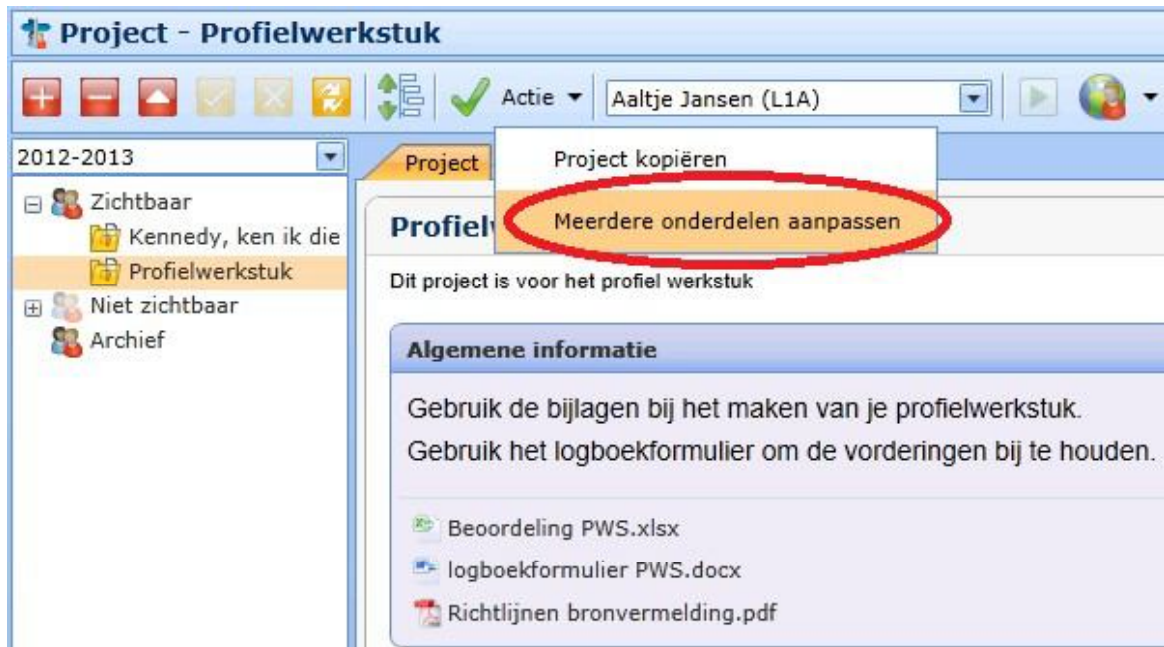 Project - Profielwerkstuk
Actie
Aaltje Jansen (L1A)
2012-2013
Project
Project kopiëren
Meerdere onderdelen aanpassen
Zichtbaar
Kennedy, ken ik die
Profielwerkstuk
Niet zichtbaar
Archief
Profiel
Dit project is voor het profiel werkstuk
Algemene informatie
Gebruik de bijlagen bij het maken van je profielwerkstuk.
Gebruik het logboekformulier om de vorderingen bij te houden.
Beoordeling PWS.xlsx
logboekformulier PWS.docx
Richtlijnen bronvermelding.pdf